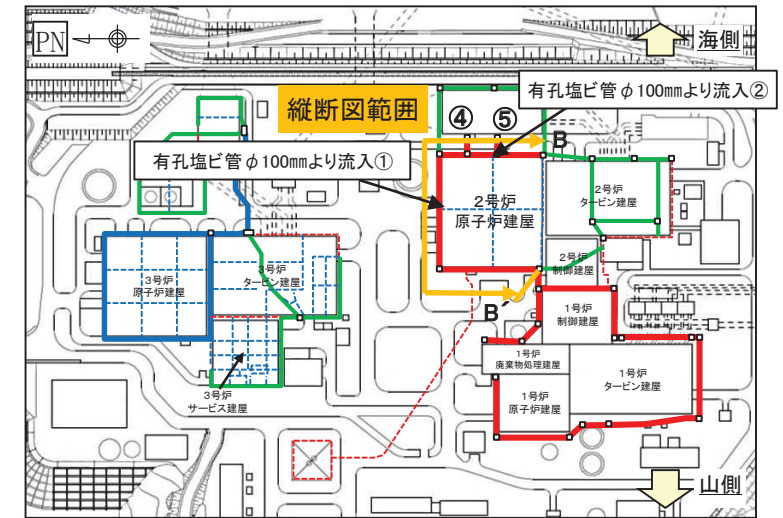 PN
海側
有孔塩ビ管φ100mmより流入②
縦断図範囲
④ ⑤
B
有孔塩ビ管φ100mmより流入①
2号炉
原子炉建屋
2号炉
タービン建屋
3号炉
原子炉建屋
3号炉
タービン建屋
2号炉
制御建屋
B'
1号炉
制御建屋
1号炉
廃棄物処理建屋
1号炉
タービン建屋
1号炉
原子炉建屋
3号炉
サービス建屋
山側